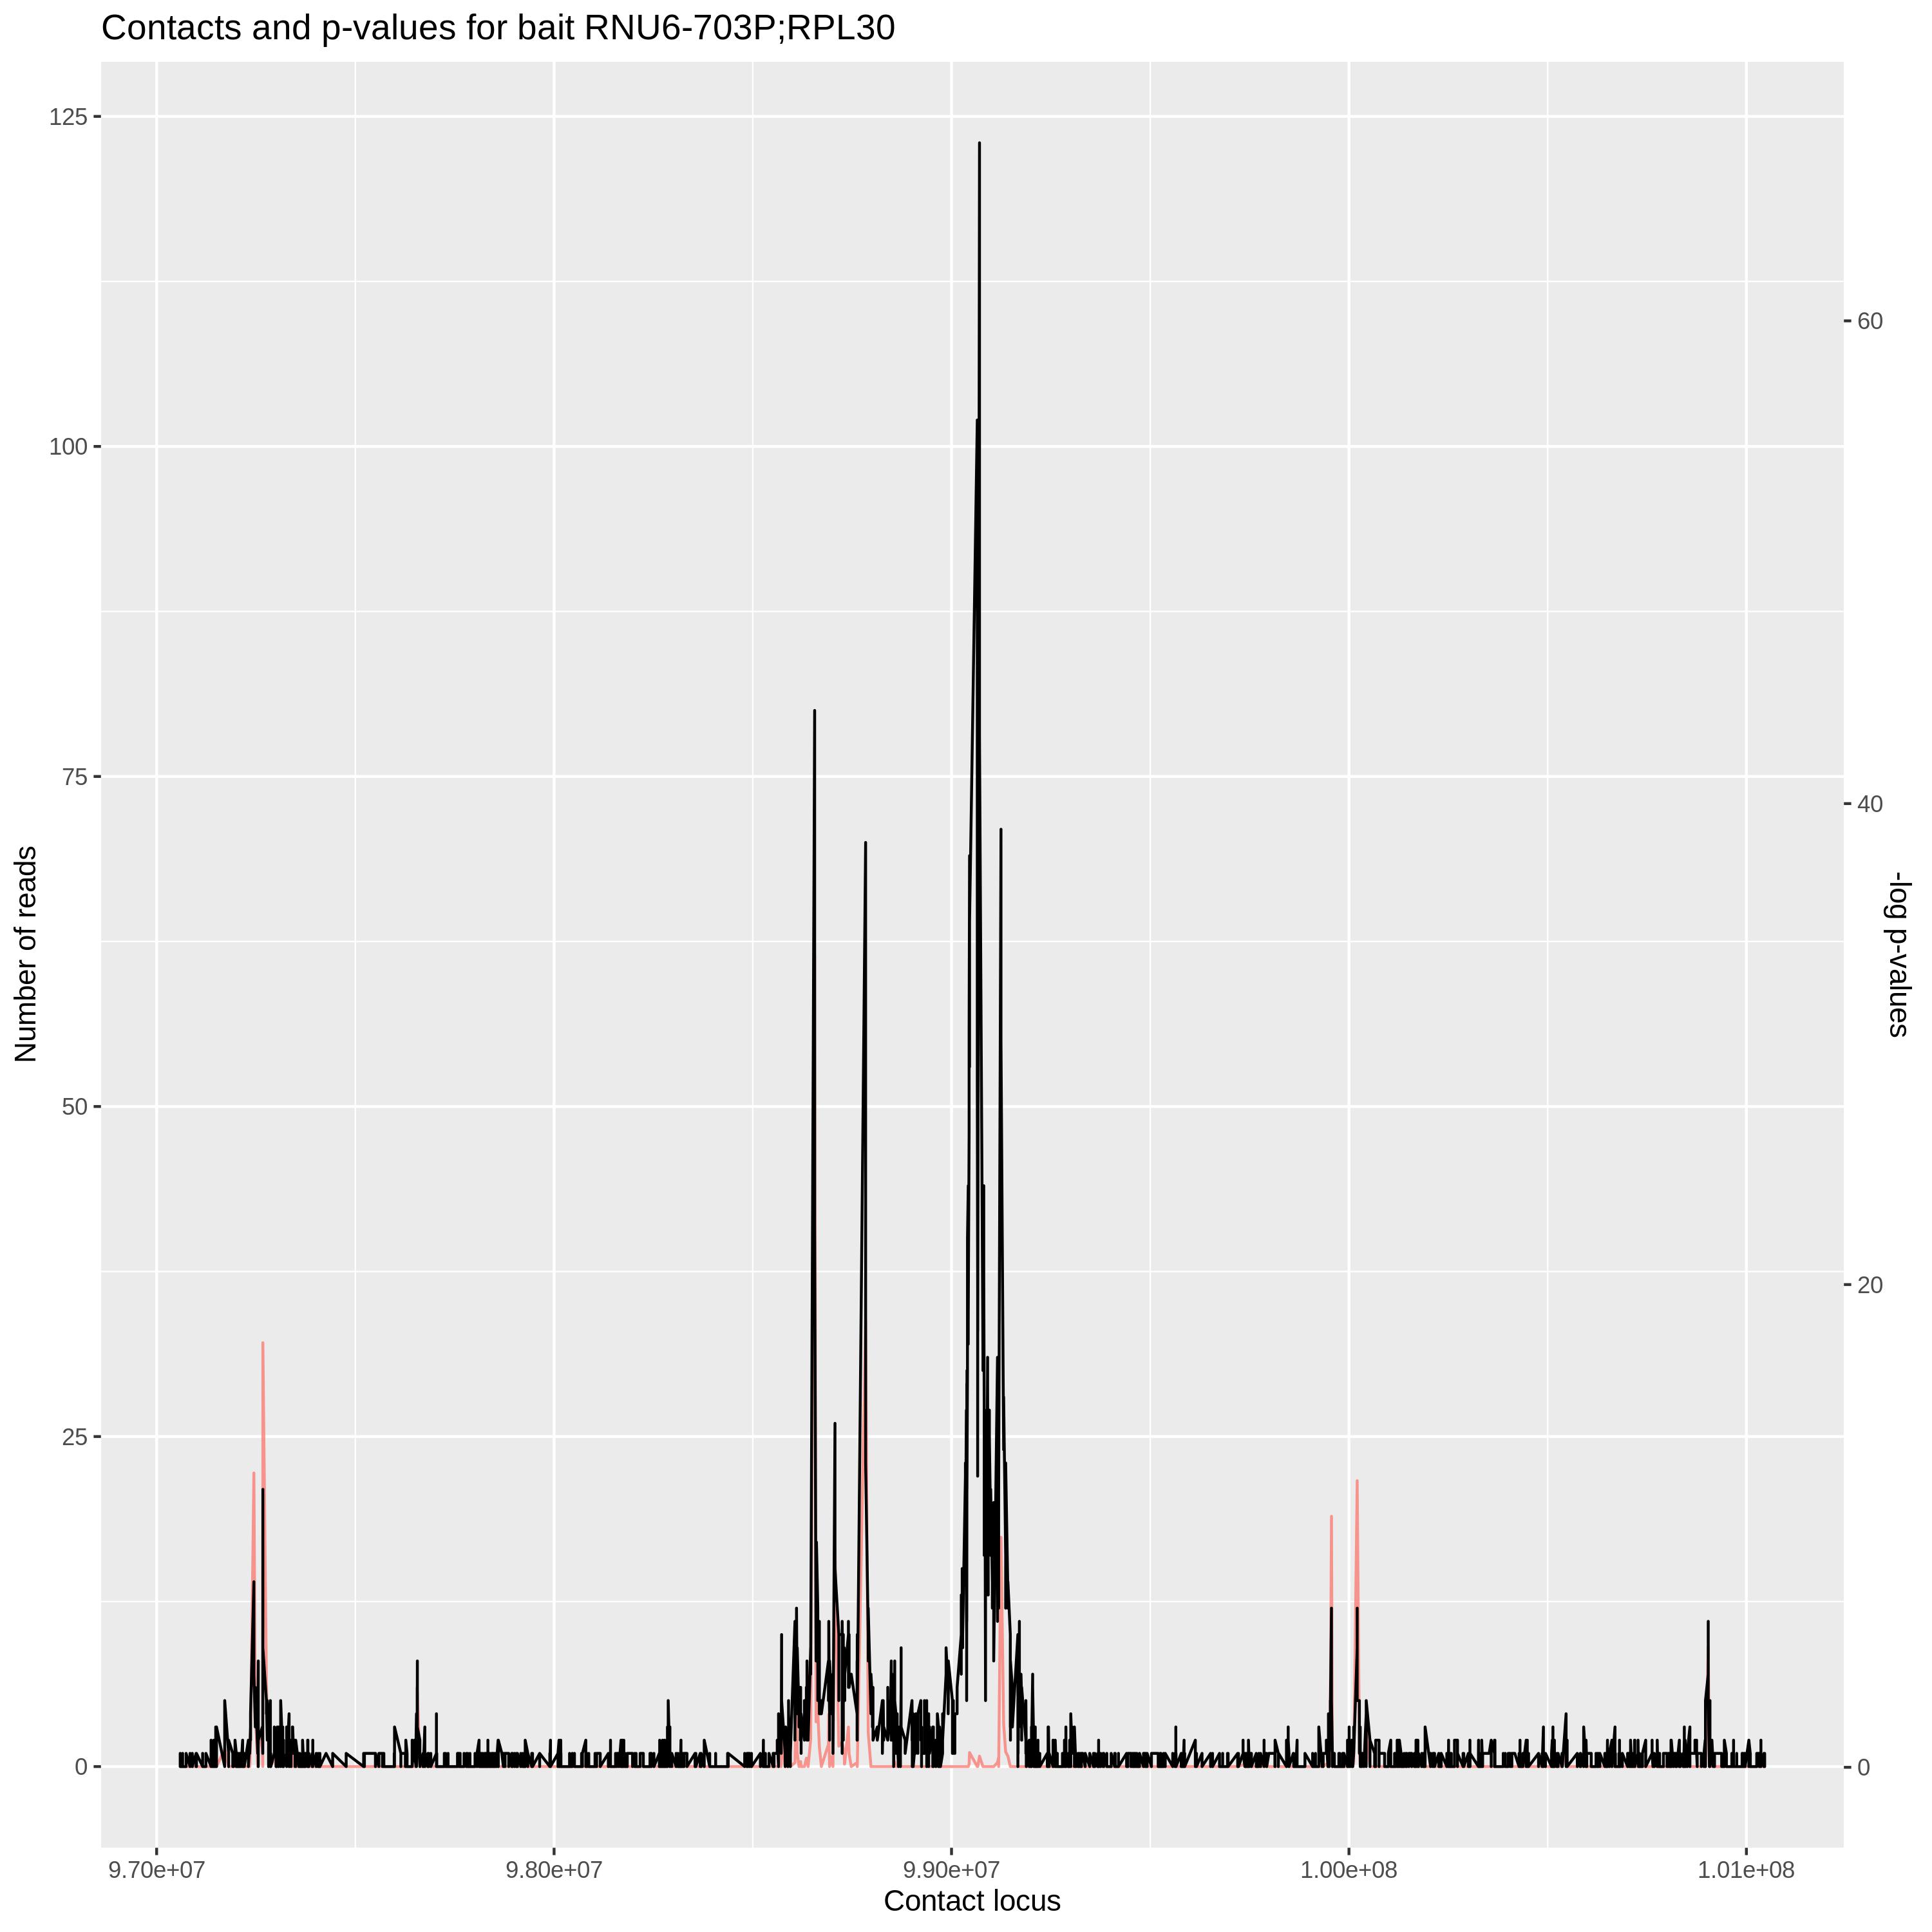 Contacts and p-values for bait RNU6-703P;RPL30
125
100
75
50
25
0
Number of reads
60
40
20
0
-log p-values
9.70e+07
9.80e+07
9.90e+07
1.00e+08
1.01e+08
Contact locus